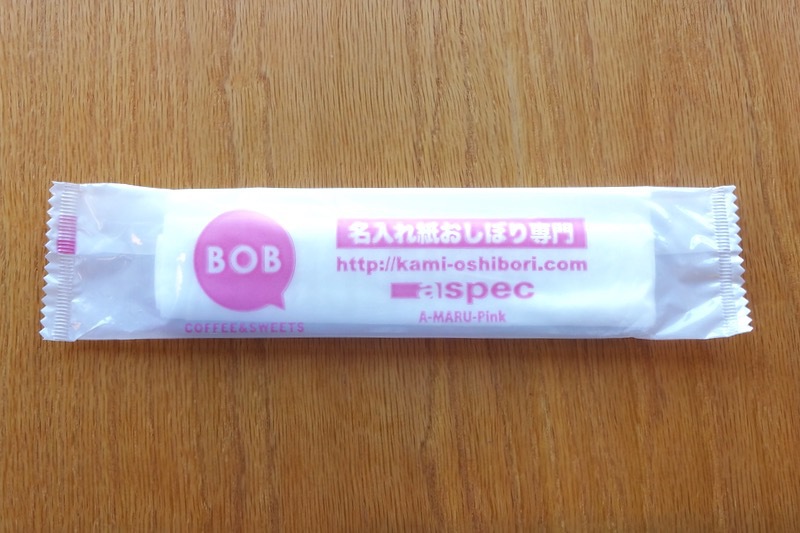 BOB
COFFEE&SWEETS
名入れ紙おしぼり専門
http://kami-oshibori.com
aspec
A-MARU-Pink